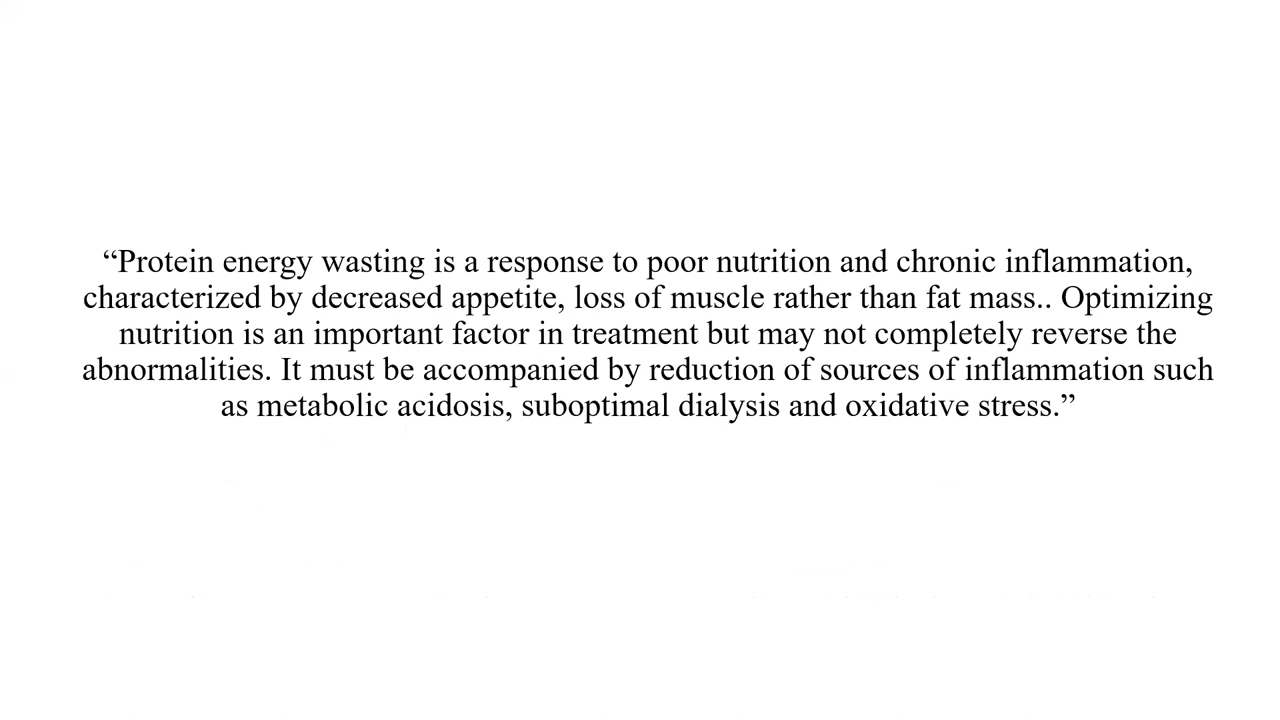 “Protein energy wasting is a response to poor nutrition and chronic inflammation,
characterized by decreased appetite, loss of muscle rather than fat mass.. Optimizing
nutrition is an important factor in treatment but may not completely reverse the
abnormalities. It must be accompanied by reduction of sources of inflammation such
as metabolic acidosis, suboptimal dialysis and oxidative stress.”